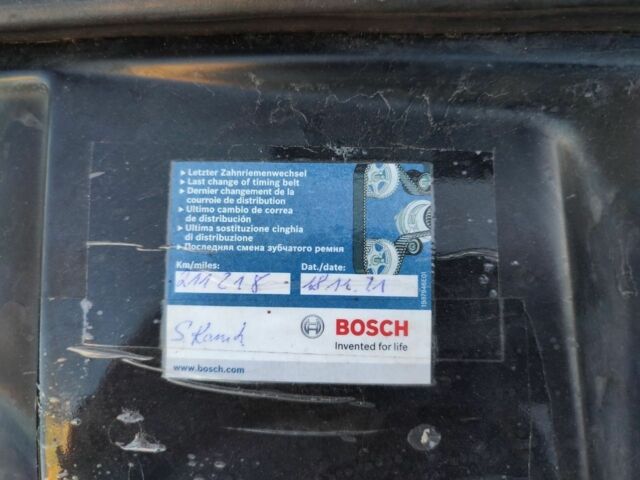 ▸ Letzter Zahnriemenwechsel
▸ Last change of timing belt
▸ Dernier changement de la
courroie de distribution
▸ Ultimo cambio de correa
de distribución
▸ Ultima sostituzione cinghia
di distribuzione
▸ Последняя смена зубчатого ремня
Km/miles: Dat./date:
211 218
BOSCH
Invented for life
www.bosch.com